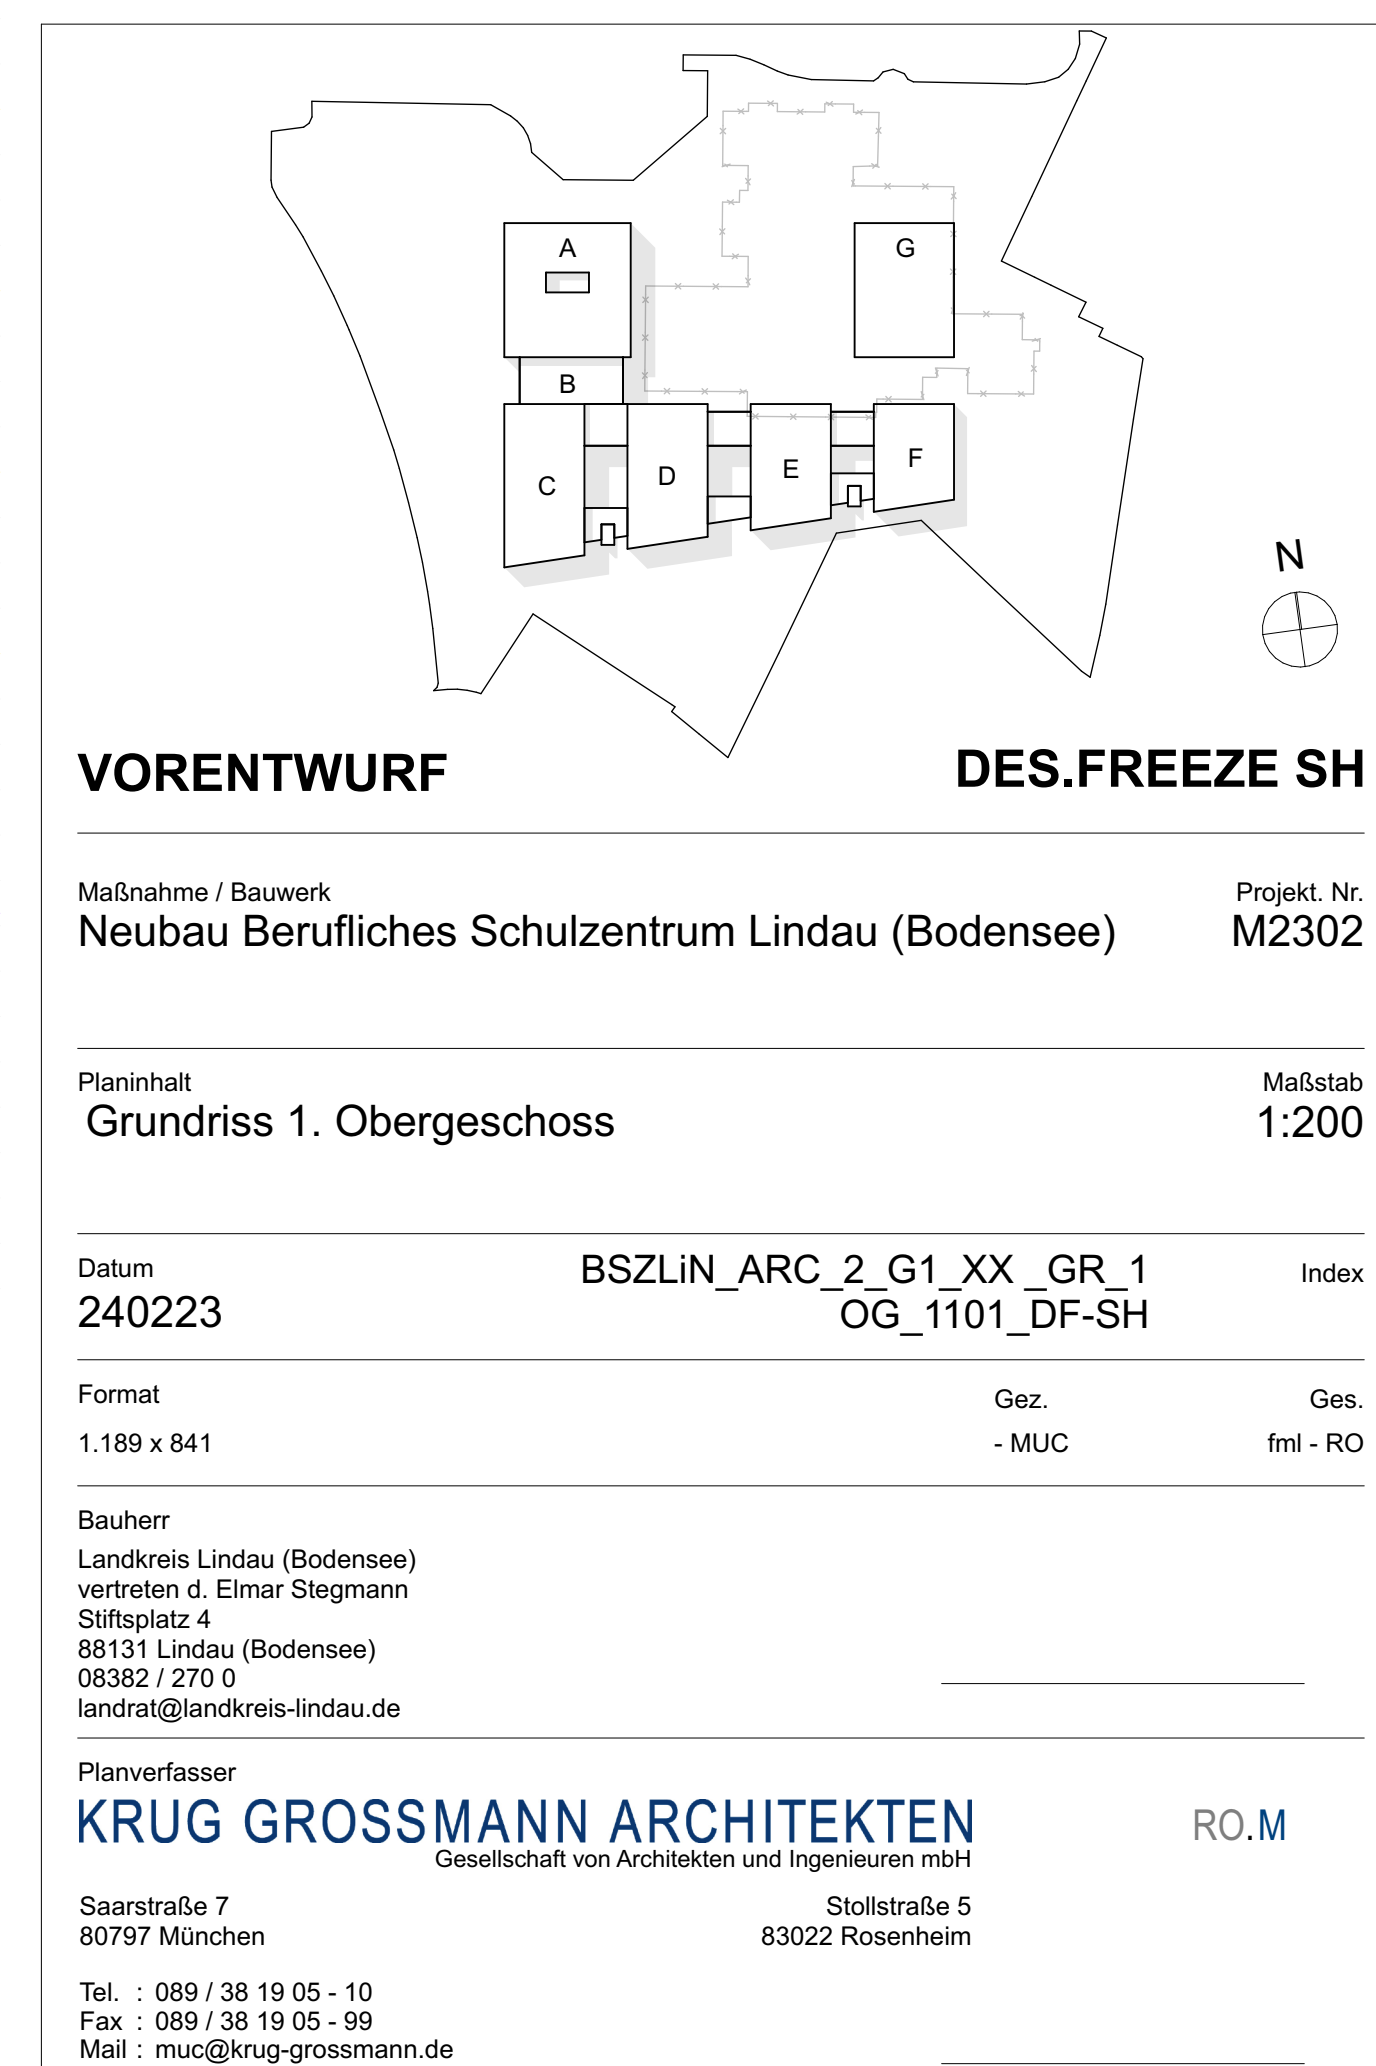 A
G
B
C
D
E
F
N
VORENTWURF
DES.FREEZE SH
Maßnahme / Bauwerk
Projekt. Nr.
Neubau Berufliches Schulzentrum Lindau (Bodensee)
M2302
Planinhalt
Maßstab
Grundriss 1. Obergeschoss
1:200
Datum
BSZLiN_ARC_2_G1_XX _GR_1
Index
240223
OG_1101_DF-SH
Format
Gez.
Ges.
1.189 x 841
- MUC
fml - RO
Bauherr
Landkreis Lindau (Bodensee)
vertreten d. Elmar Stegmann
Stiftsplatz 4
88131 Lindau (Bodensee)
08382 / 270 0
landrat@landkreis-lindau.de
Planverfasser
KRUG GROSSMANN ARCHITEKTEN
RO.M
Gesellschaft von Architekten und Ingenieuren mbH
Saarstraße 7
Stollstraße 5
80797 München
83022 Rosenheim
Tel. : 089 / 38 19 05 - 10
Fax : 089 / 38 19 05 - 99
Mail : muc@krug-grossmann.de